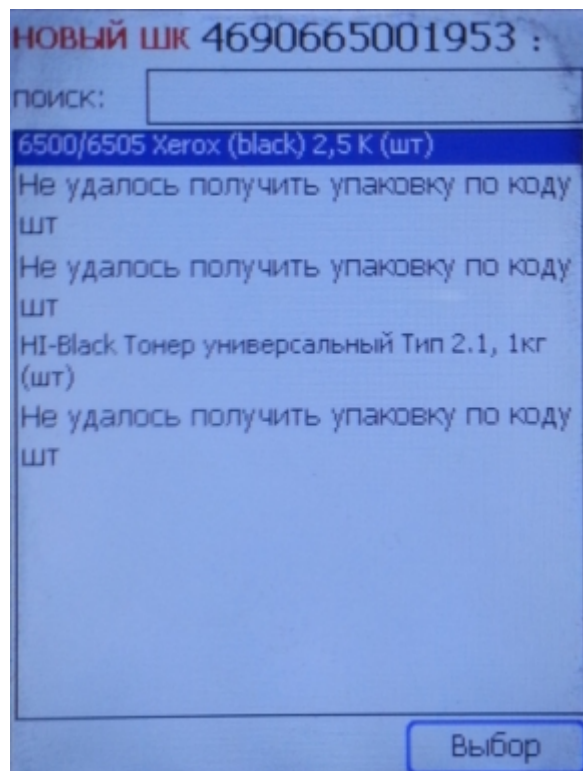 новый шк 4690665001953 :
поиск:
6500/6505 Xerox (black) 2,5 К (шт)
Не удалось получить упаковку по коду
шт
Не удалось получить упаковку по коду
шт
HI-Black Тонер универсальный Тип 2.1, 1кг
(шт)
Не удалось получить упаковку по коду
шт
Выбор